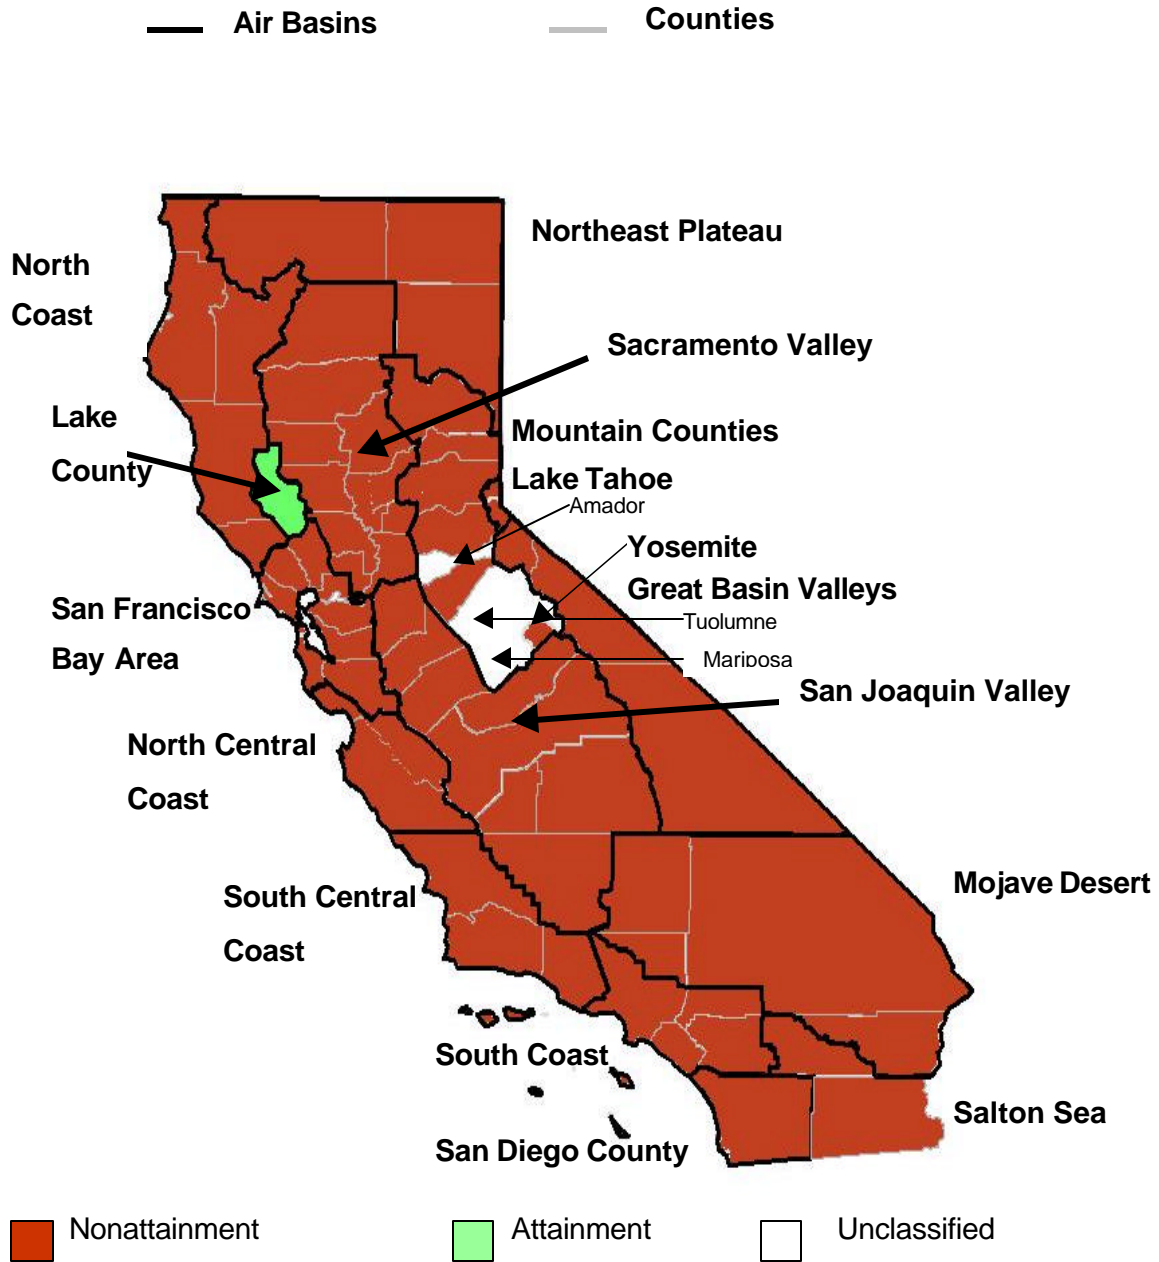 Air Basins
Counties
Northeast Plateau
North
Coast
Sacramento Valley
Lake
County
Mountain Counties
Lake Tahoe
Amador
Yosemite
Great Basin Valleys
San Francisco
Bay Area
Tuolumne
Mariposa
San Joaquin Valley
North Central
Coast
South Central
Coast
Mojave Desert
South Coast
San Diego County
Salton Sea
Nonattainment
Attainment
Unclassified